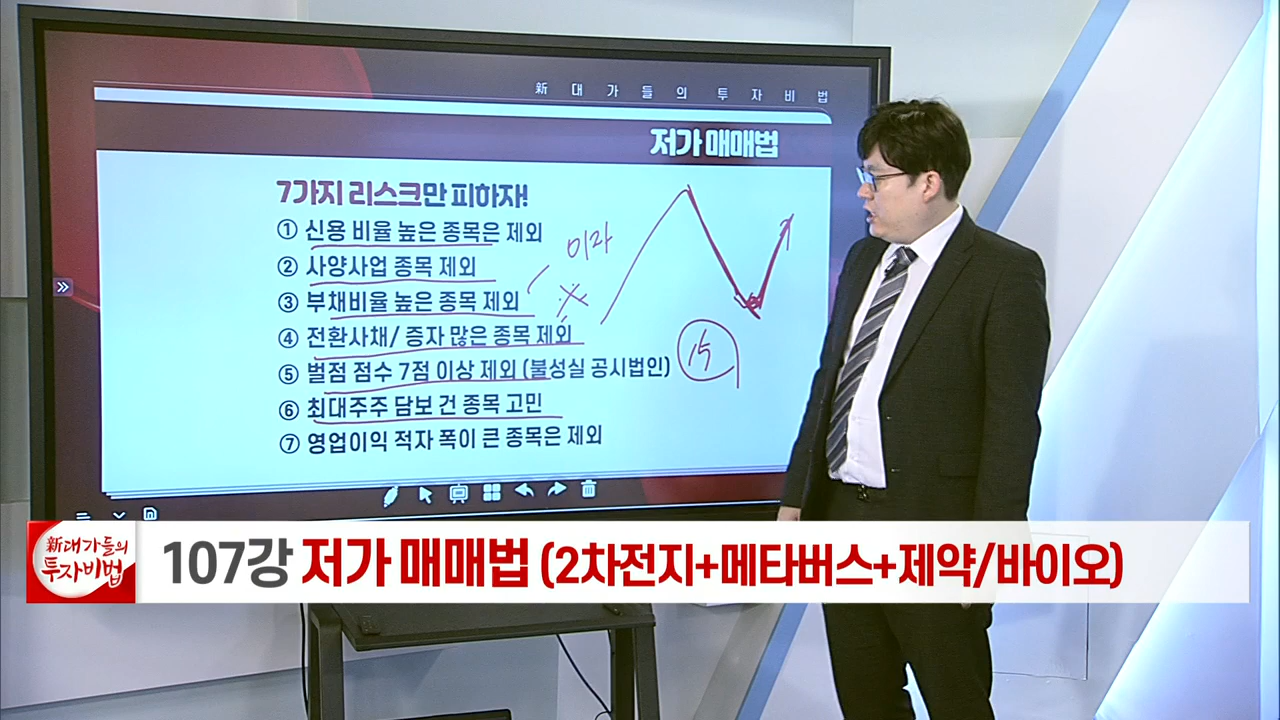 新 대 가 들 의 투 자 비 법
저가 매매법
7가지 리스크만 피하자!
① 신용 비율 높은 종목은 제외
② 사양사업 종목 제외
③ 부채비율 높은 종목 제외
④ 전환사채/ 증자 많은 종목 제외
⑤ 벌점 점수 7점 이상 제외 (불성실 공시법인)
⑥ 최대주주 담보 건 종목 고민
⑦ 영업이익 적자 폭이 큰 종목은 제외
이자
15
新대가들의
투자비법
107강 저가 매매법 (2차전지+메타버스+제약/바이오)